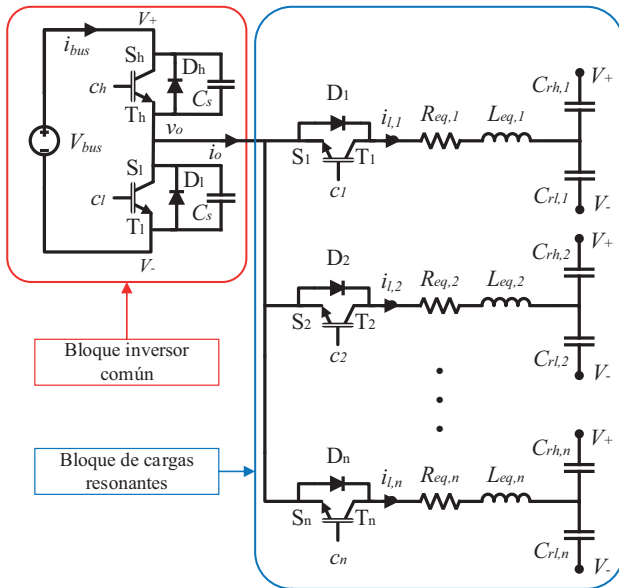 V+
i_bus
S_h
D_h
c_h
C_s
T_h
V_bus
v_o
i_o
S_l
D_l
c_l
C_s
T_l
V-
Bloque inversor
común
Bloque de cargas
resonantes
D_1
i_l,1
R_eq,1
L_eq,1
C_rh,1
V+
S_1
T_1
c_1
C_rl,1
V-
D_2
i_l,2
R_eq,2
L_eq,2
C_rh,2
V+
S_2
T_2
c_2
C_rl,2
V-
D_n
i_l,n
R_eq,n
L_eq,n
C_rh,n
V+
S_n
T_n
c_n
C_rl,n
V-